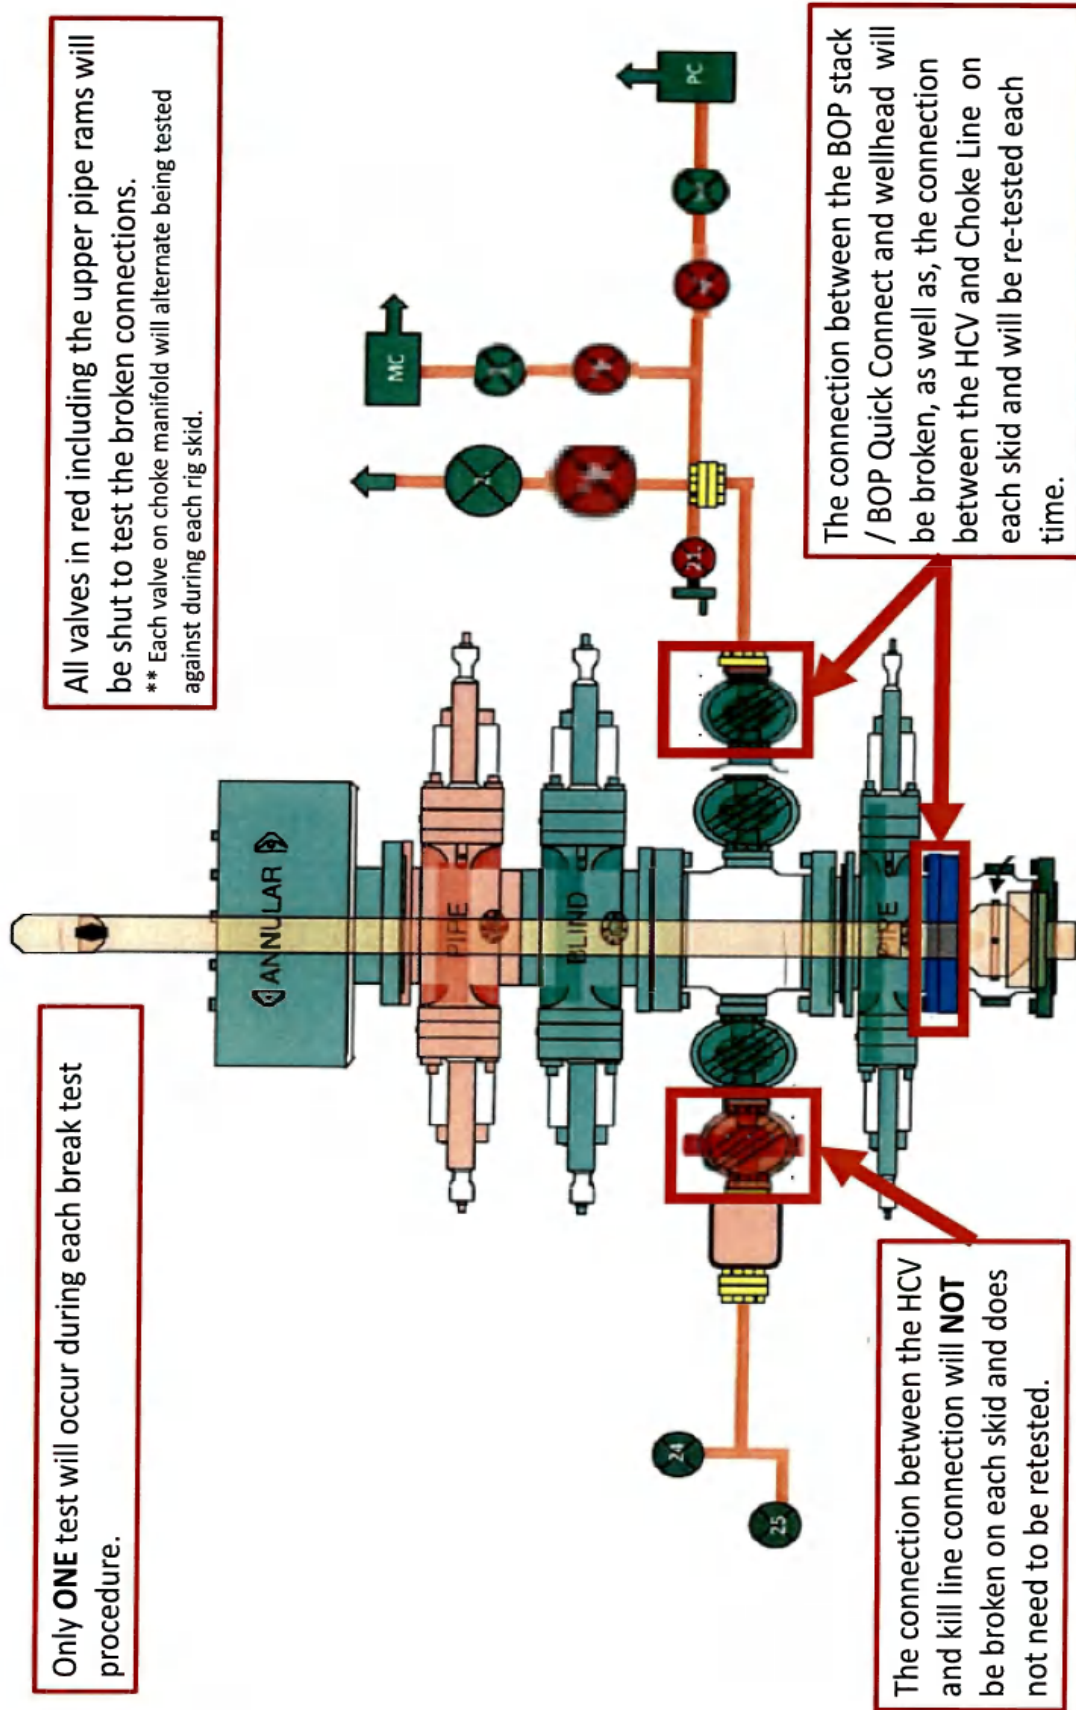 Only ONE test will occur during each break test
procedure.
All valves in red including the upper pipe rams will
be shut to test the broken connections.
** Each valve on choke manifold will alternate being tested
against during each rig skid.
ANNULAR
PIPE
BLIND
PIPE
MC
PC
21
24
25
The connection between the HCV
and kill line connection will NOT
be broken on each skid and does
not need to be retested.
The connection between the BOP stack
/ BOP Quick Connect and wellhead will
be broken, as well as, the connection
between the HCV and Choke Line on
each skid and will be re-tested each
time.